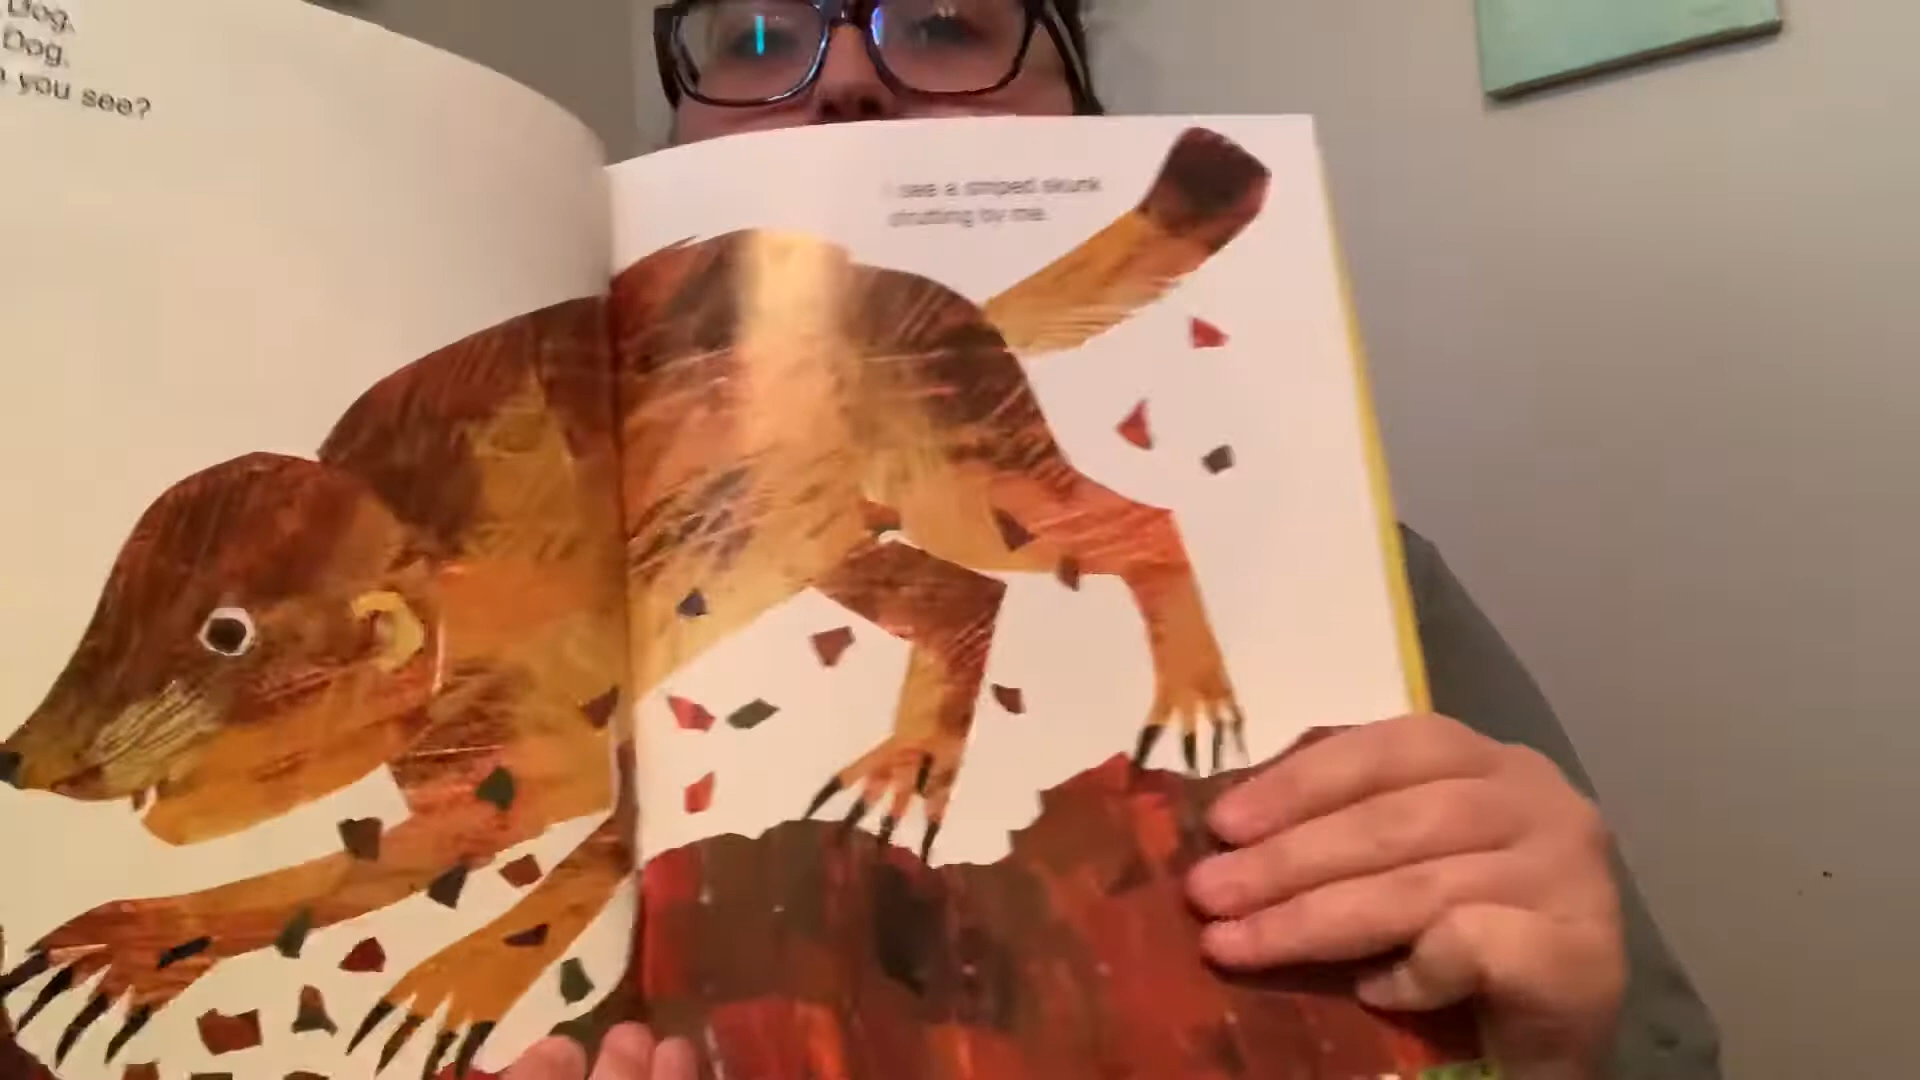 Dog,
Dog,
you see?
I see a striped skunk
strutting by me.